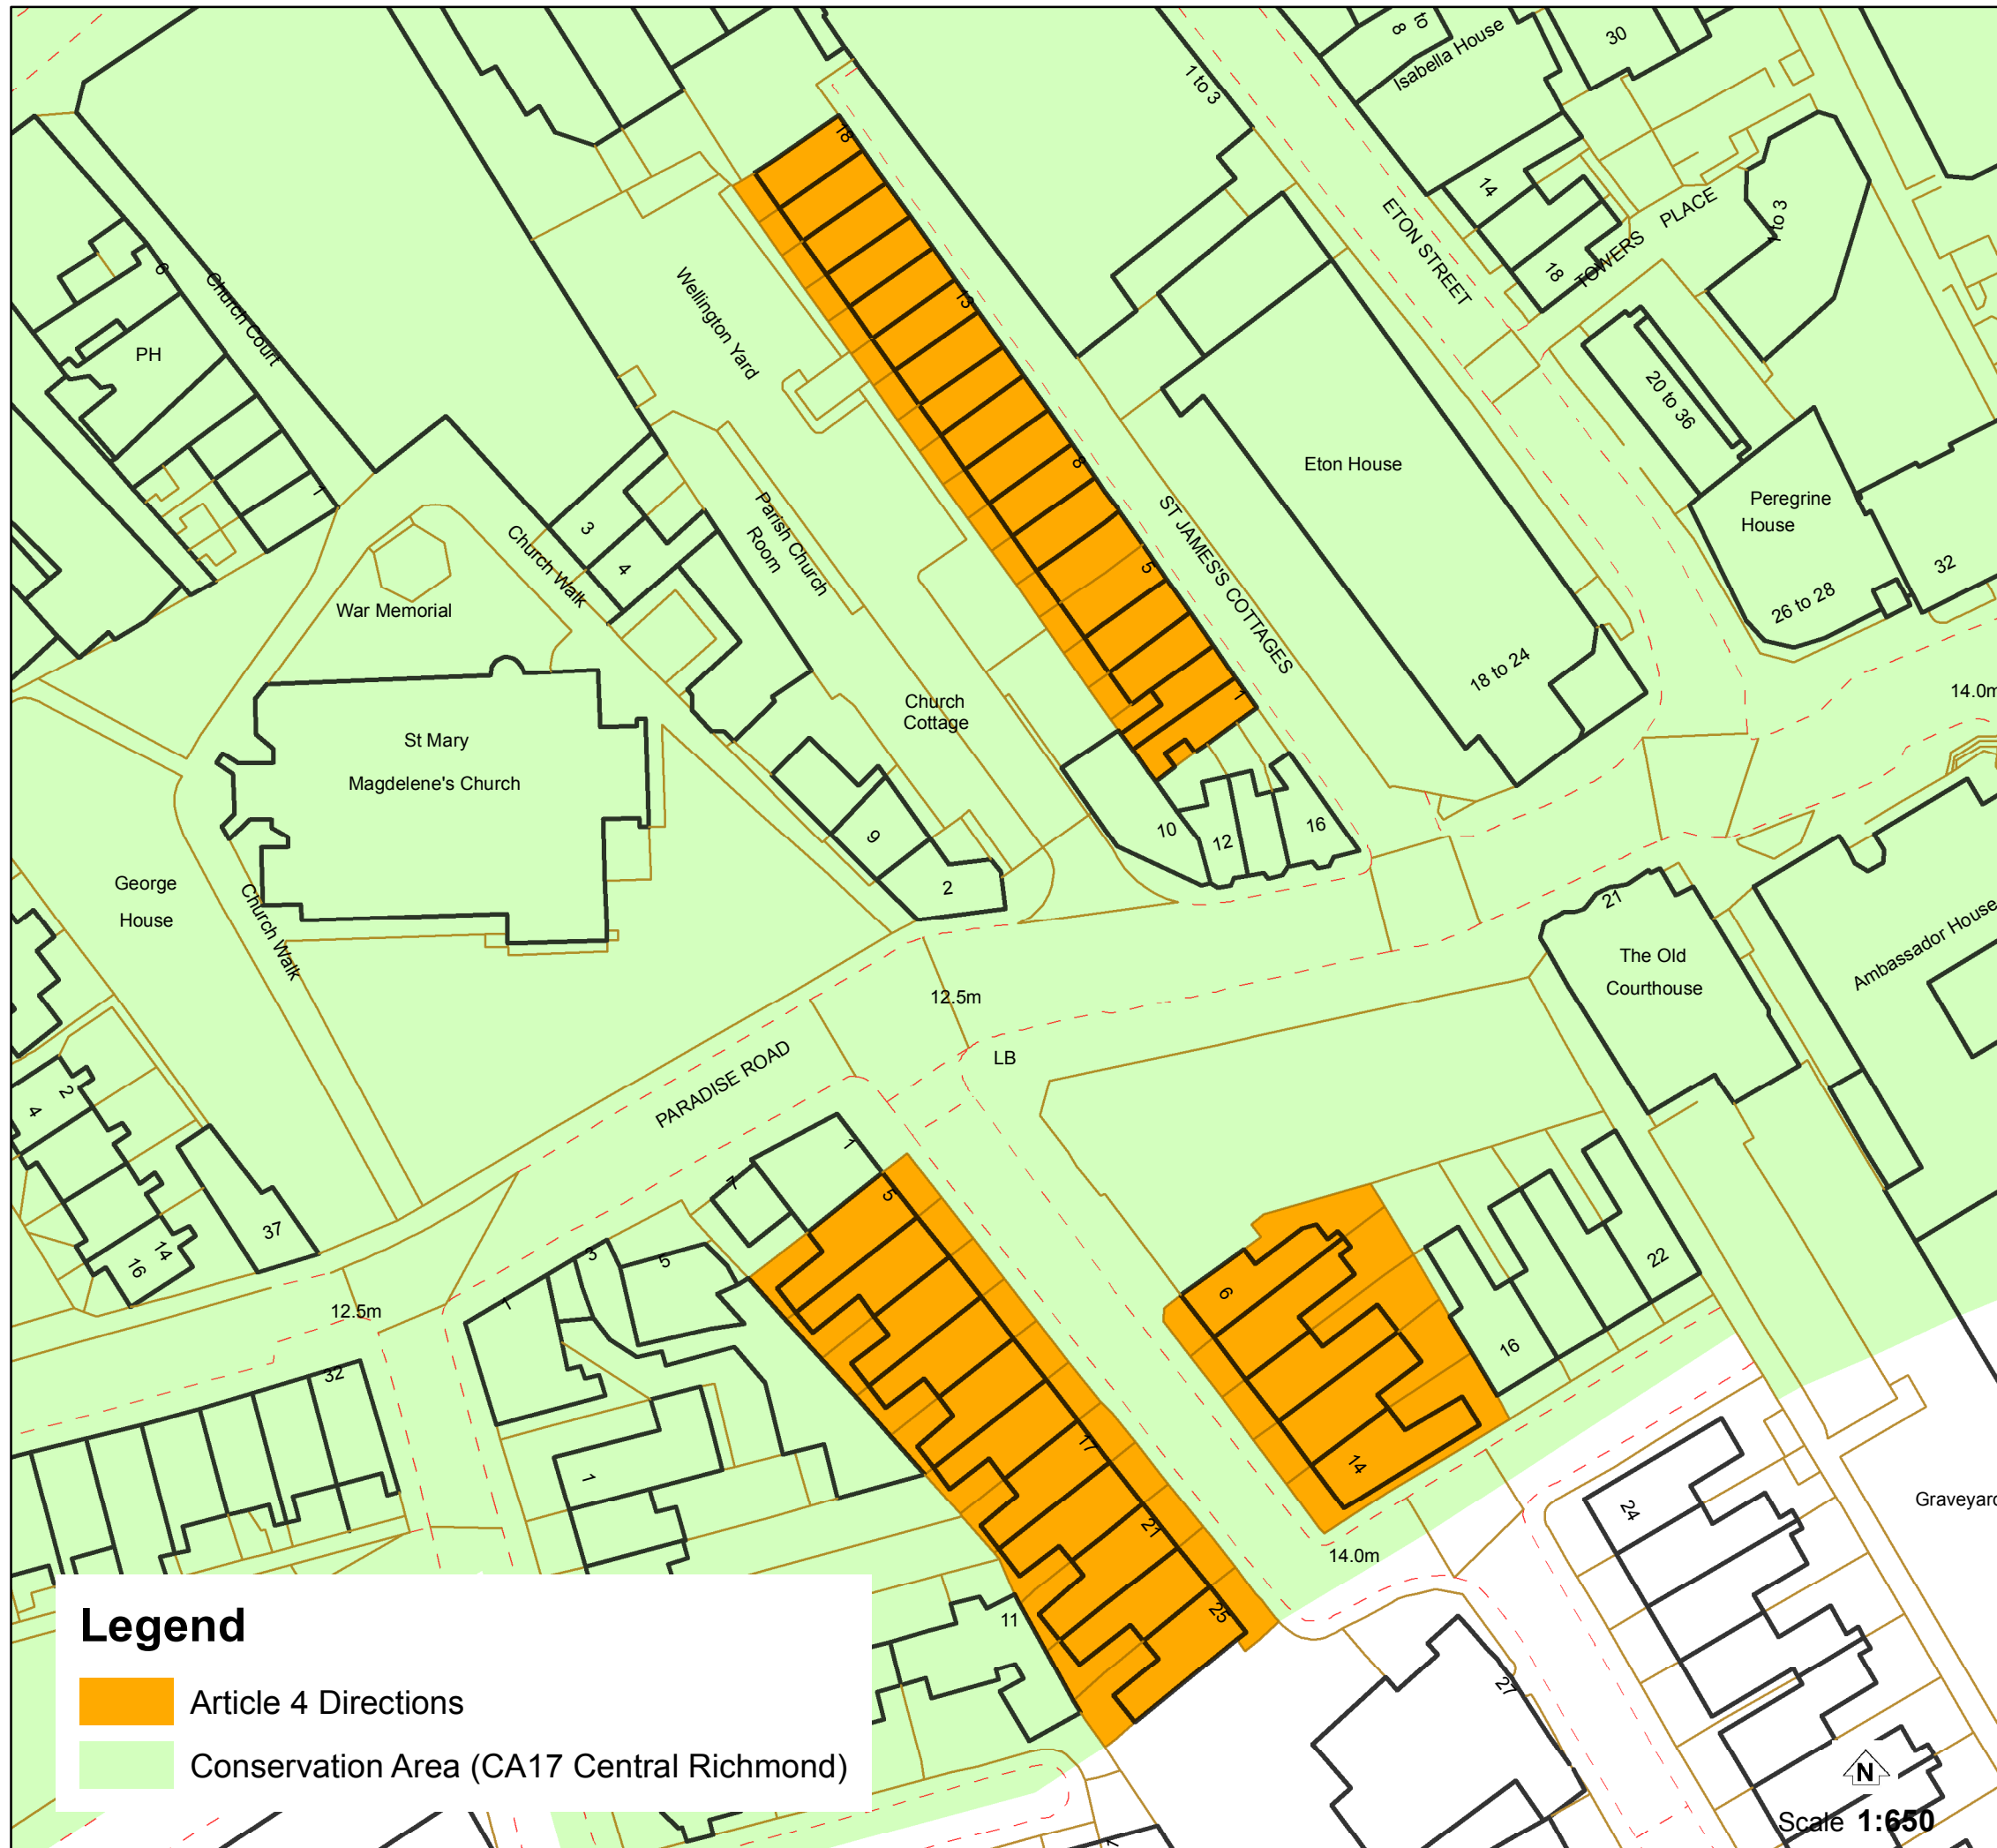 to
8
Isabella House
30
1 to 3
18
14
ETON STREET
PLACE
TOWERS
18
1 to 3
6
Church Court
PH
Wellington Yard
13
20 to 36
8
Eton House
Peregrine
House
1
3
Church Walk
4
Parish Church
Room
5
ST JAMES'S COTTAGES
32
26 to 28
War Memorial
18 to 24
1
14.0m
Church
Cottage
St Mary
Magdelene's Church
10
12
16
9
2
George
House
Church Walk
21
The Old
Courthouse
Ambassador House
12.5m
LB
PARADISE ROAD
2
4
1
7
5
37
14
16
3
5
1
12.5m
6
22
16
32
17
14
1
24
Graveyard
21
14.0m
25
11
27
Legend
Article 4 Directions
Conservation Area (CA17 Central Richmond)
N
Scale 1:650